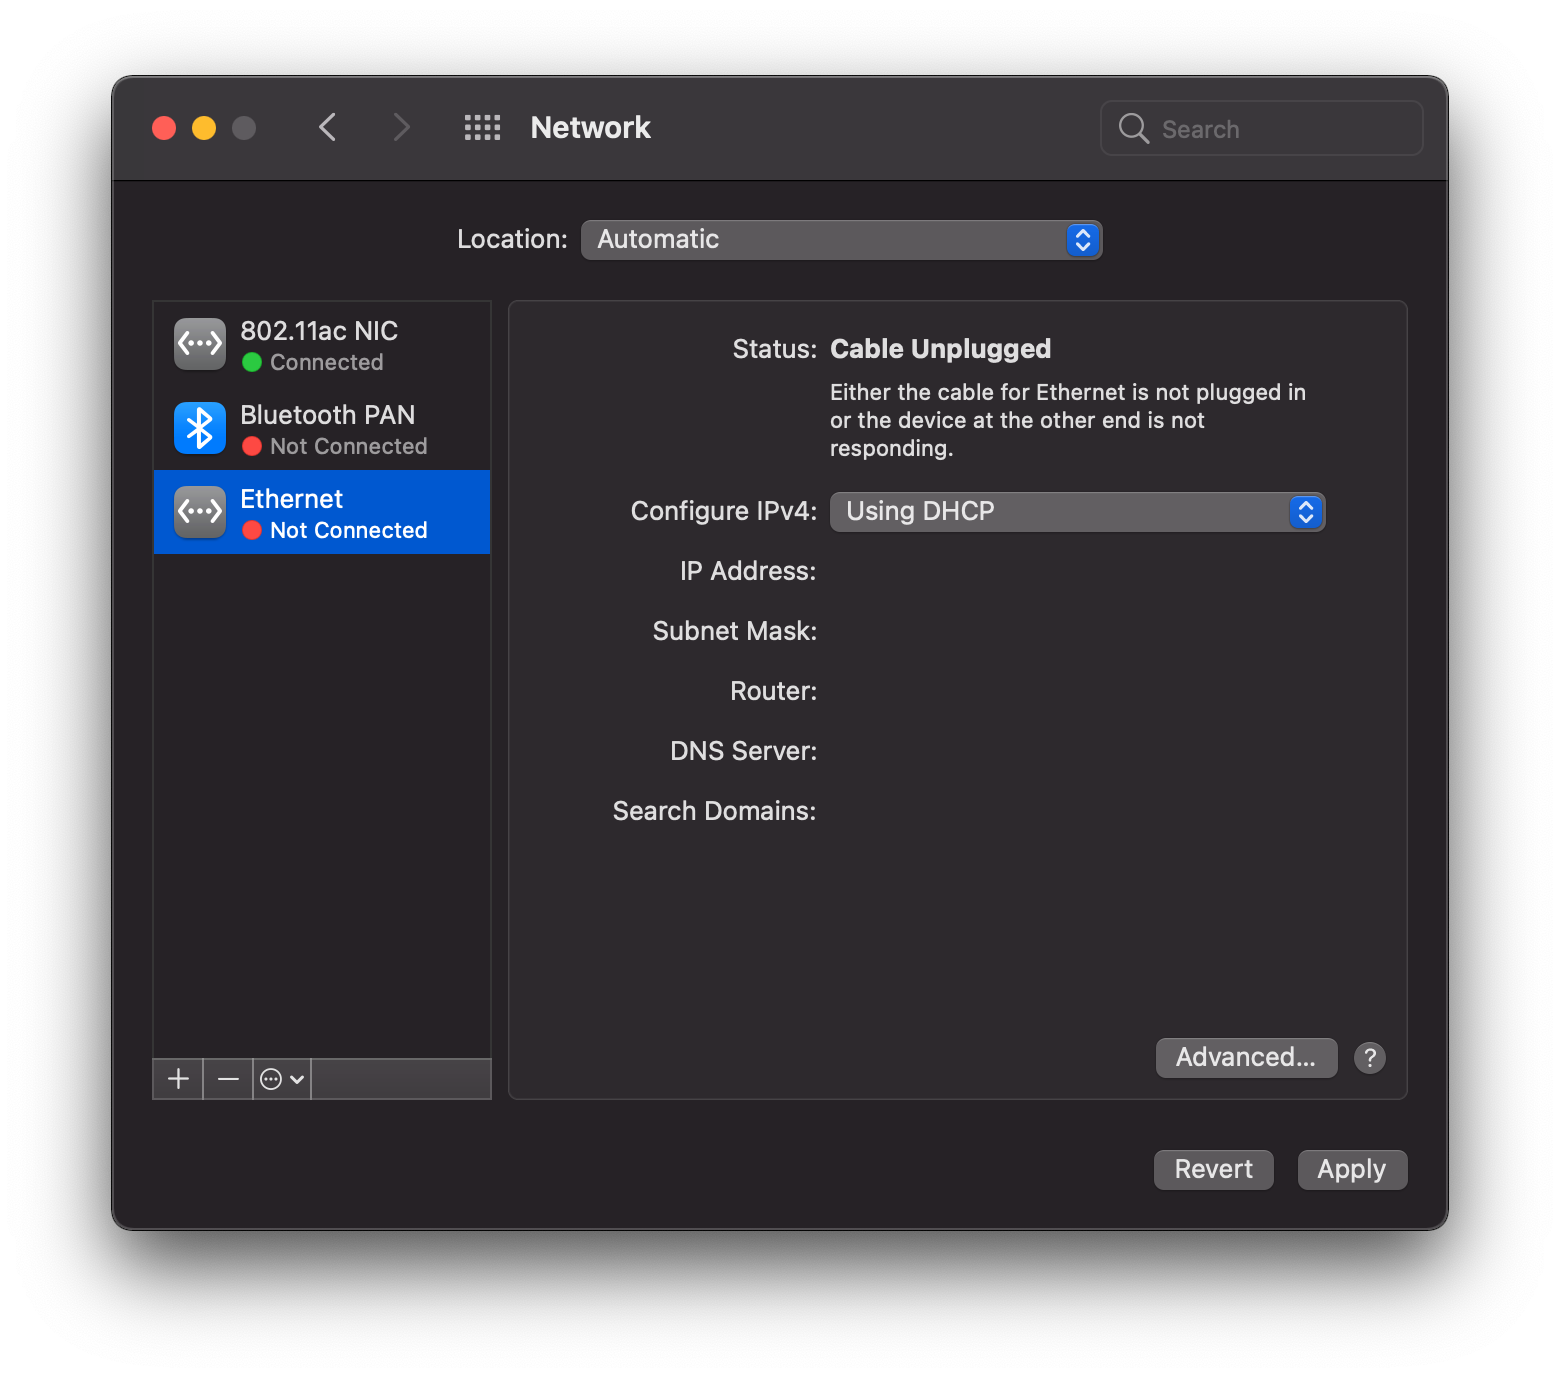 Network
Search
Location: Automatic
802.11ac NIC
Connected
Bluetooth PAN
Not Connected
Ethernet
Not Connected
Status: Cable Unplugged
Either the cable for Ethernet is not plugged in
or the device at the other end is not
responding.
Configure IPv4: Using DHCP
IP Address:
Subnet Mask:
Router:
DNS Server:
Search Domains:
Advanced... ?
Revert Apply